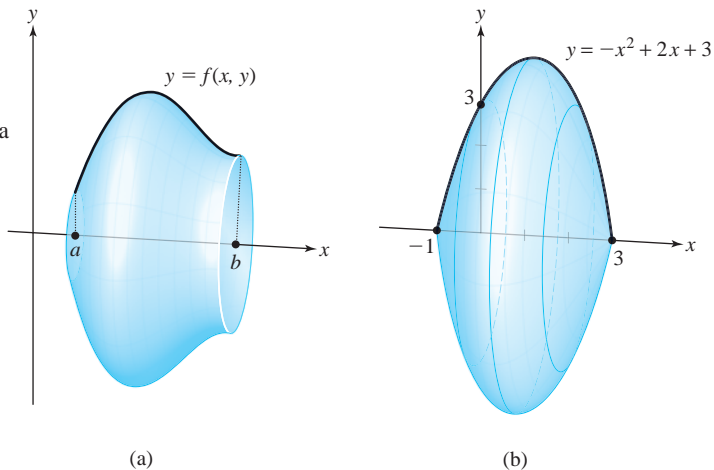 y
y = f(x, y)
a
a
b
x
(a)
y
y = −x² + 2x + 3
3
−1
3
x
(b)